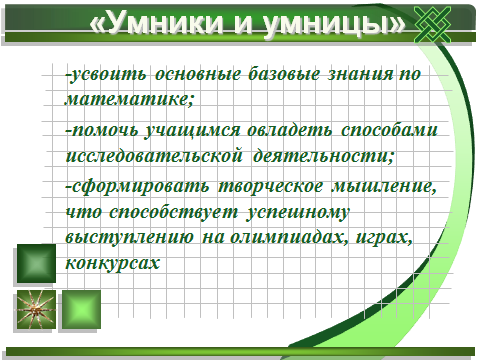 «Умники и умницы»
-усвоить основные базовые знания по
математике;
-помочь учащимся овладеть способами
исследовательской деятельности;
-сформировать творческое мышление,
что способствует успешному
выступлению на олимпиадах, играх,
конкурсах